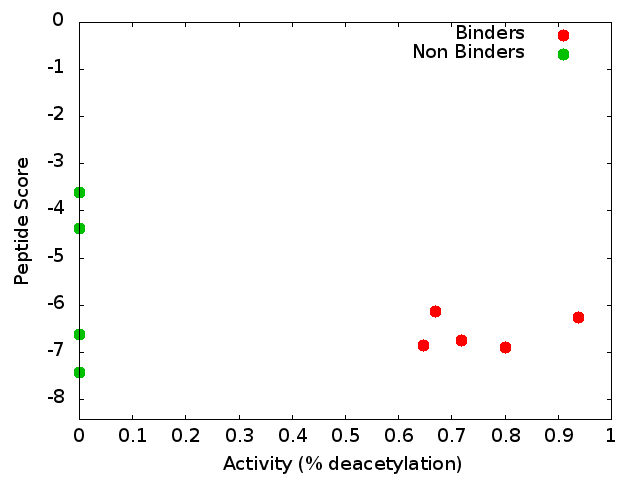 0
Binders
Non Binders
-1
-2
-3
-4
-5
-6
-7
-8
Peptide Score
0 0.1 0.2 0.3 0.4 0.5 0.6 0.7 0.8 0.9 1
Activity (% deacetylation)